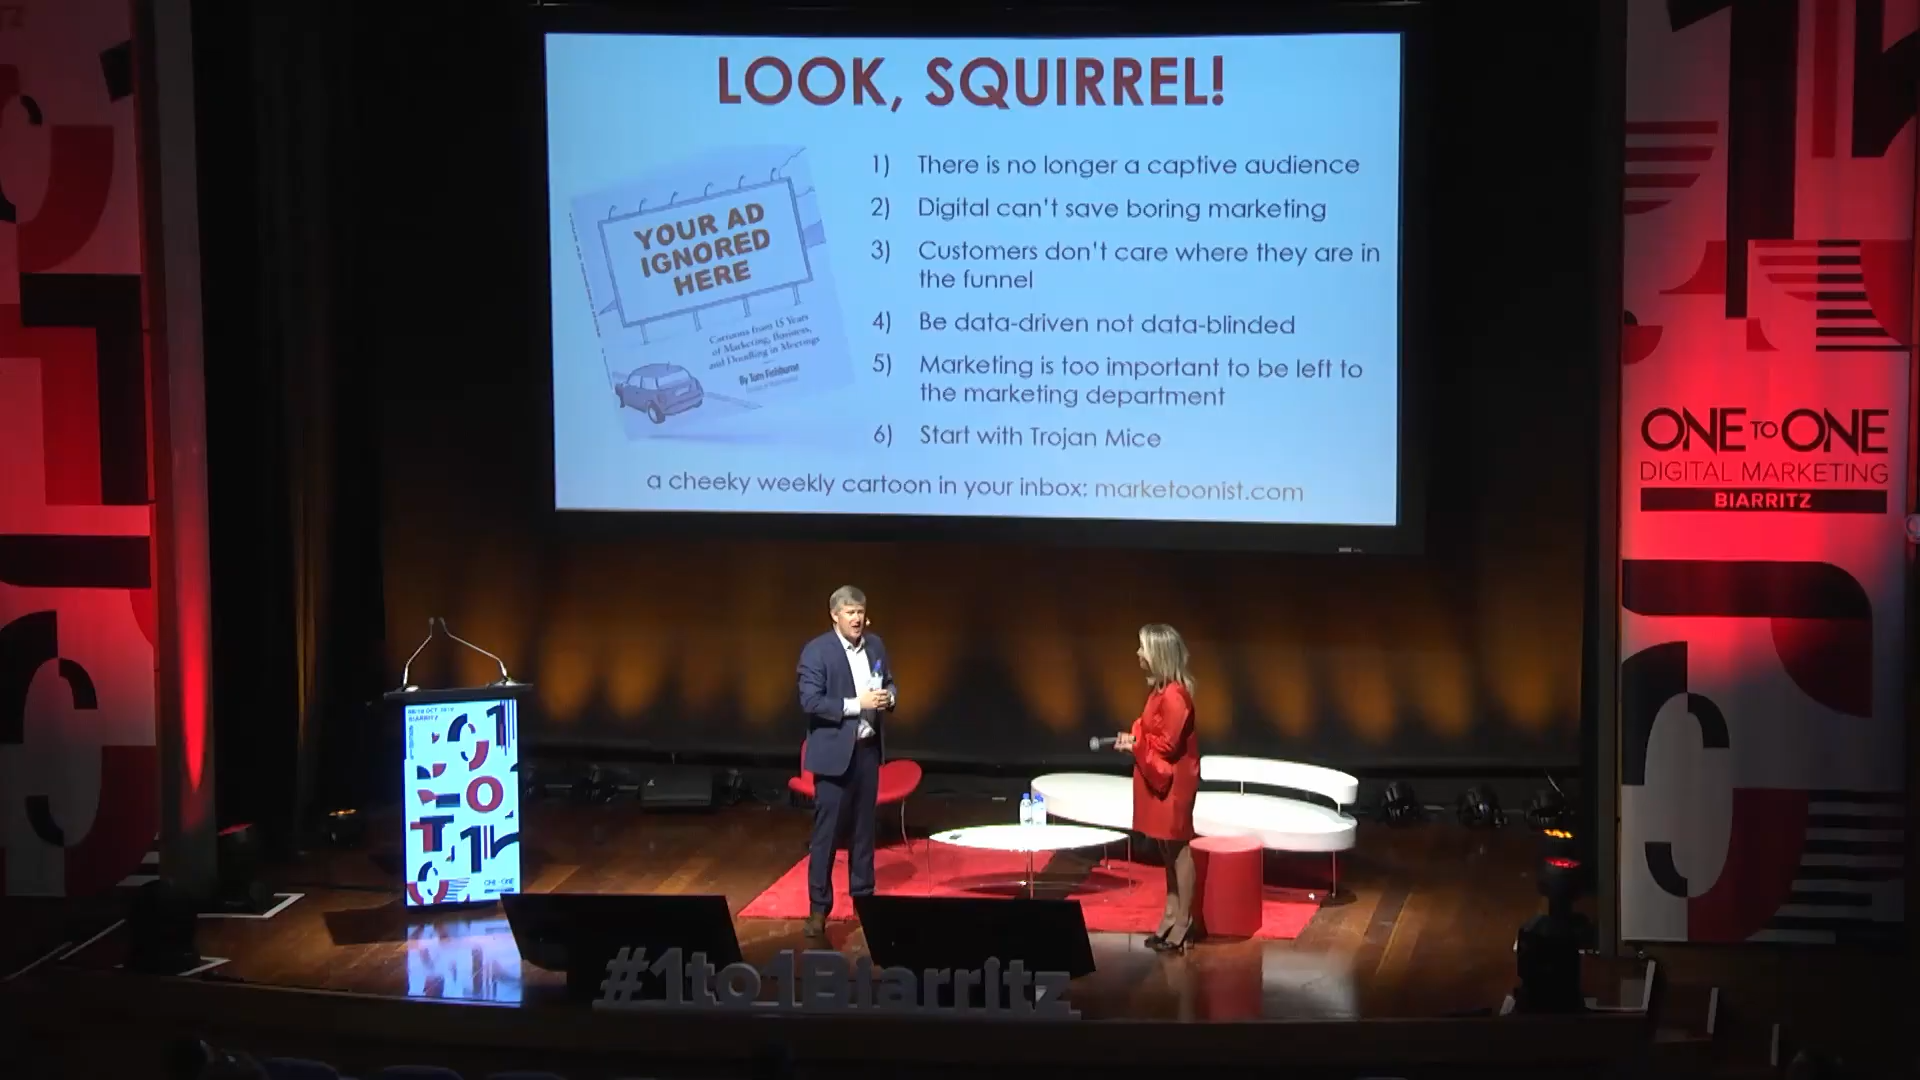 LOOK, SQUIRREL!
YOUR AD
IGNORED
HERE
Cartoons from 15 Years
of Marketing, Business,
and Doodling in Meetings
By Tom Fishburne
1) There is no longer a captive audience
2) Digital can't save boring marketing
3) Customers don't care where they are in
the funnel
4) Be data-driven not data-blinded
5) Marketing is too important to be left to
the marketing department
6) Start with Trojan Mice
a cheeky weekly cartoon in your inbox: marketoonist.com
ONE TO ONE
DIGITAL MARKETING
BIARRITZ
BIARRITZ
#1to1Biarritz